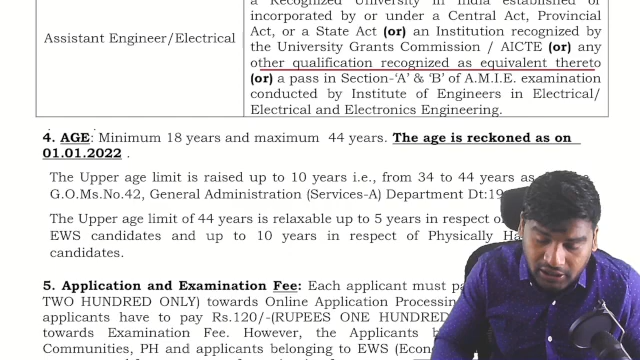 a Recognized University in India established or
incorporated by or under a Central Act, Provincial
Act, or a State Act (or) an Institution recognized by
the University Grants Commission / AICTE (or) any
other qualification recognized as equivalent thereto
(or) a pass in Section-‘A’ & ‘B’ of A.M.I.E. examination
conducted by Institute of Engineers in Electrical/
Electrical and Electronics Engineering.
Assistant Engineer/Electrical
4. AGE: Minimum 18 years and maximum 44 years. The age is reckoned as on
01.01.2022 .
The Upper age limit is raised up to 10 years i.e., from 34 to 44 years as
G.O.Ms.No.42, General Administration (Services-A) Department Dt:19
The Upper age limit of 44 years is relaxable up to 5 years in respect of
EWS candidates and up to 10 years in respect of Physically
candidates.
5. Application and Examination Fee: Each applicant must
TWO HUNDRED ONLY) towards Online Application
applicants have to pay Rs.120/-(RUPEES ONE HUNDRED
towards Examination Fee. However, the Applicants
Communities, PH and applicants belonging to EWS